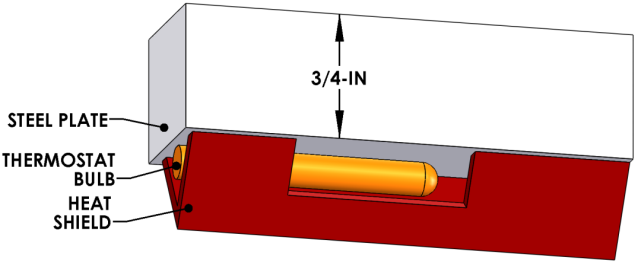 3/4-IN
STEEL PLATE
THERMOSTAT
BULB
HEAT
SHIELD